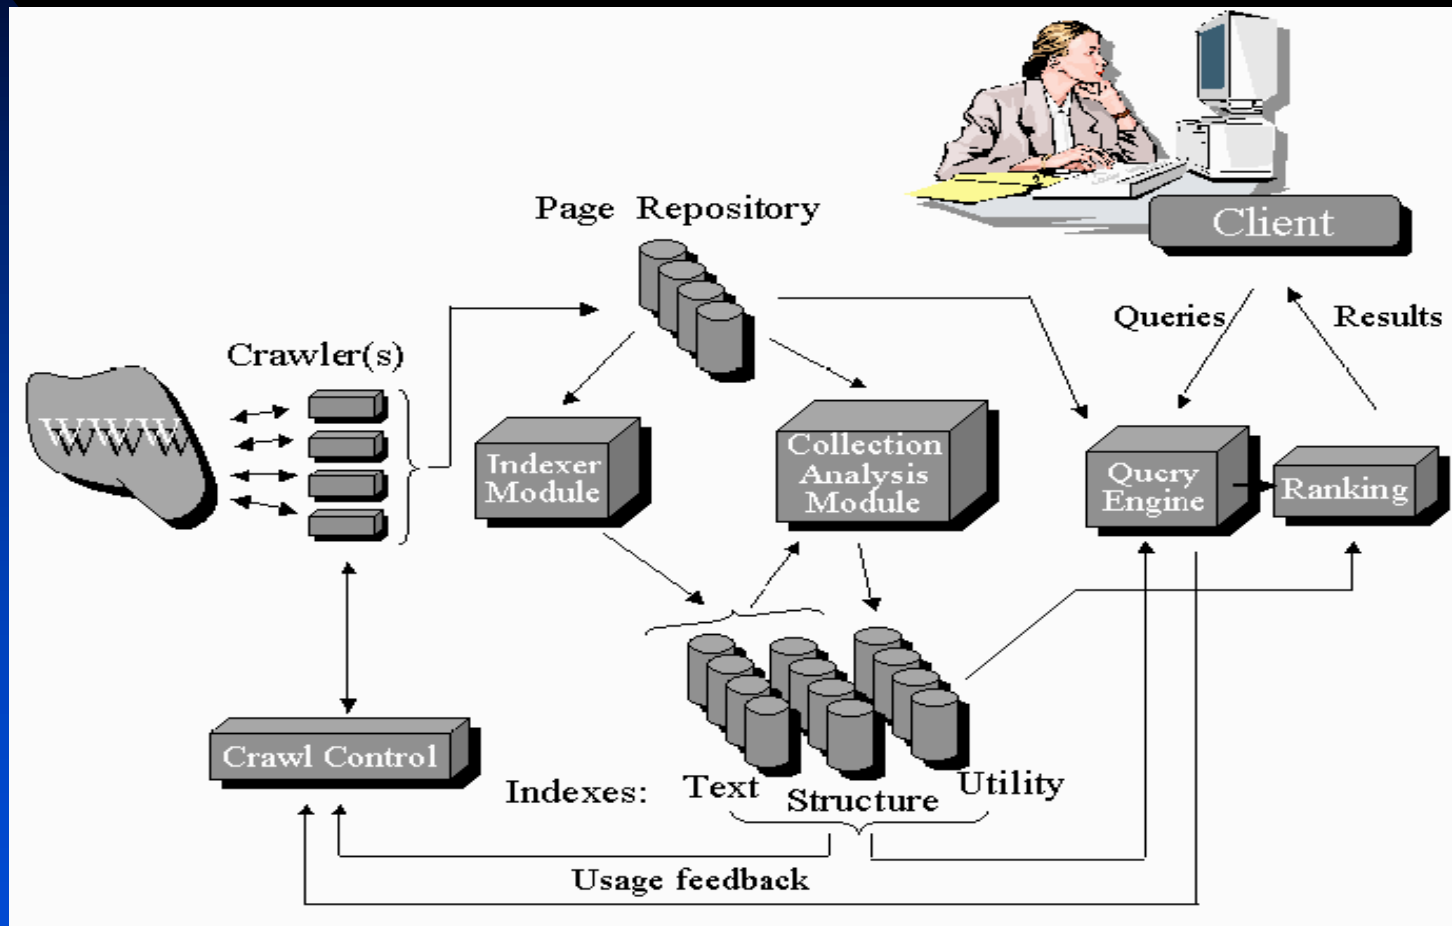 Page Repository
Client
Queries
Results
Crawler(s)
WWW
Indexer
Module
Collection
Analysis
Module
Query
Engine
Ranking
Crawl Control
Indexes:
Text
Structure
Utility
Usage feedback